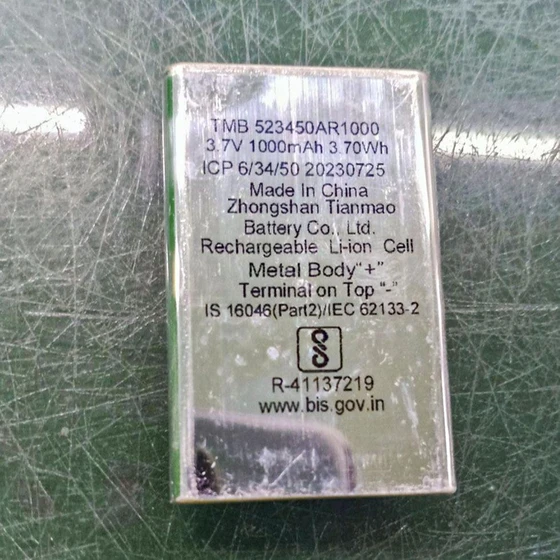 TMB 523450AR1000
3.7V 1000mAh 3.70Wh
ICP 6/34/50 20230725
Made In China
Zhongshan Tianmao
Battery Co., Ltd.
Rechargeable Li-ion Cell
Metal Body“+”
Terminal on Top “-”
IS 16046(Part2)/IEC 62133-2
R-41137219
www.bis.gov.in